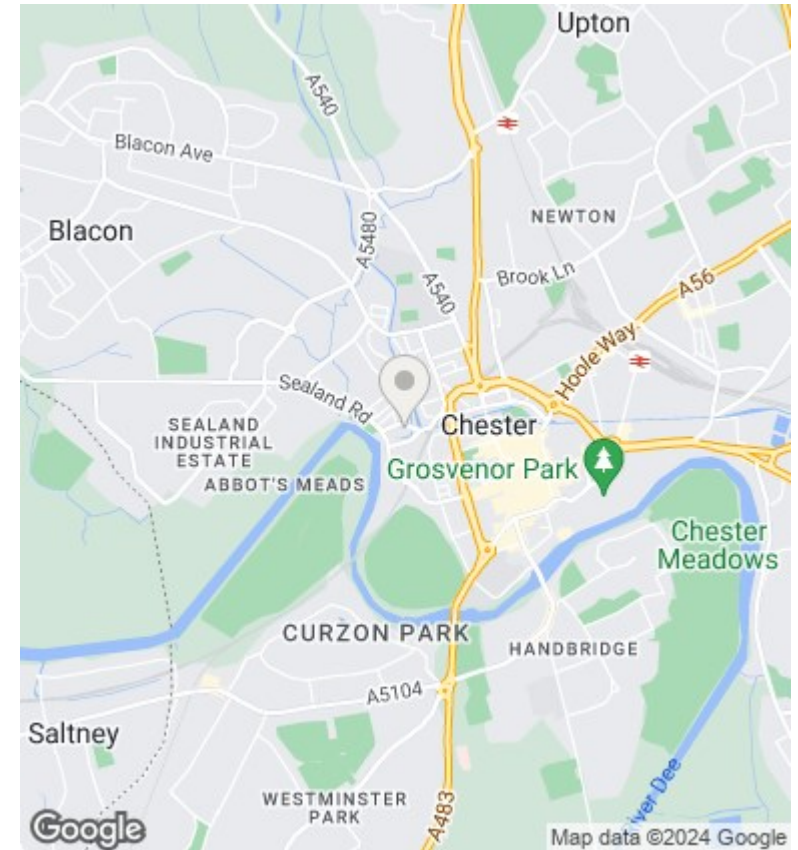 Upton
A540
Blacon Ave
NEWTON
Blacon
A5480
Brook Ln
A540
A56
Hoole Way
Sealand Rd
SEALAND
INDUSTRIAL
ESTATE
Chester
Grosvenor Park
ABBOT'S MEADS
Chester
Meadows
CURZON PARK
HANDBRIDGE
A5104
Saltney
WESTMINSTER
PARK
A483
River Dee
Google
Map data ©2024 Google